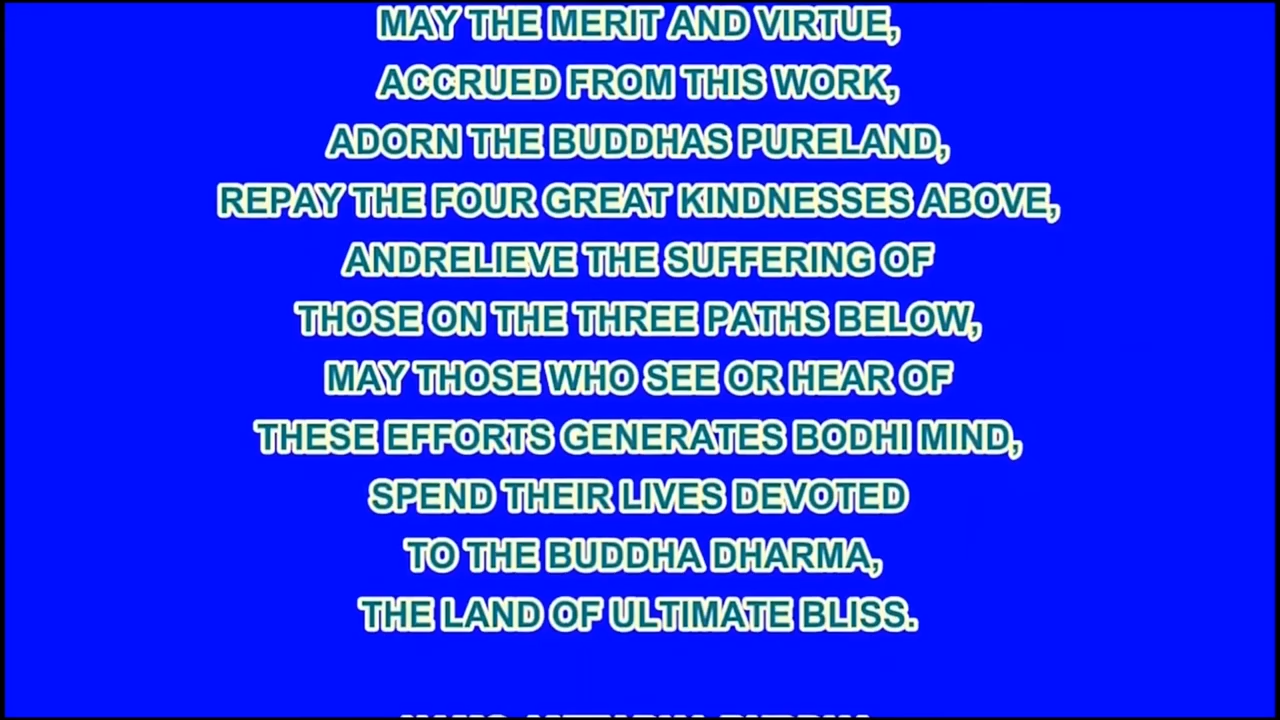 MAY THE MERIT AND VIRTUE,
ACCRUED FROM THIS WORK,
ADORN THE BUDDHAS PURELAND,
REPAY THE FOUR GREAT KINDNESSES ABOVE,
ANDRELIEVE THE SUFFERING OF
THOSE ON THE THREE PATHS BELOW,
MAY THOSE WHO SEE OR HEAR OF
THESE EFFORTS GENERATES BODHI MIND,
SPEND THEIR LIVES DEVOTED
TO THE BUDDHA DHARMA,
THE LAND OF ULTIMATE BLISS.